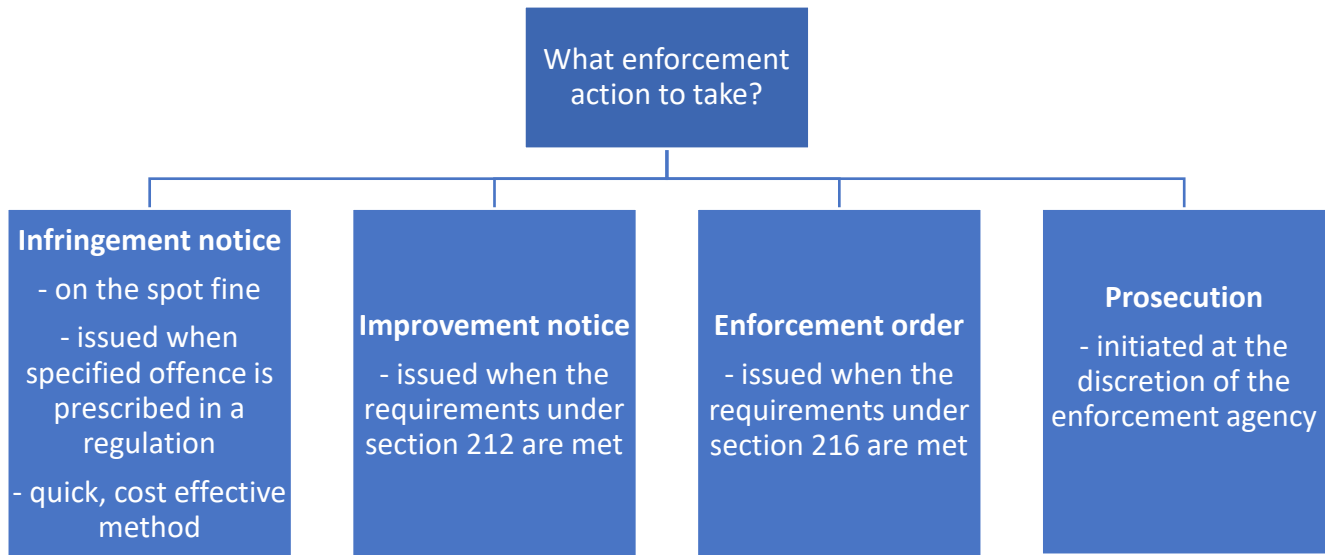 What enforcement
action to take?
Infringement notice
- on the spot fine
- issued when
specified offence is
prescribed in a
regulation
- quick, cost effective
method
Improvement notice
- issued when the
requirements under
section 212 are met
Enforcement order
- issued when the
requirements under
section 216 are met
Prosecution
- initiated at the
discretion of the
enforcement agency